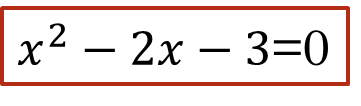 x² − 2x − 3=0